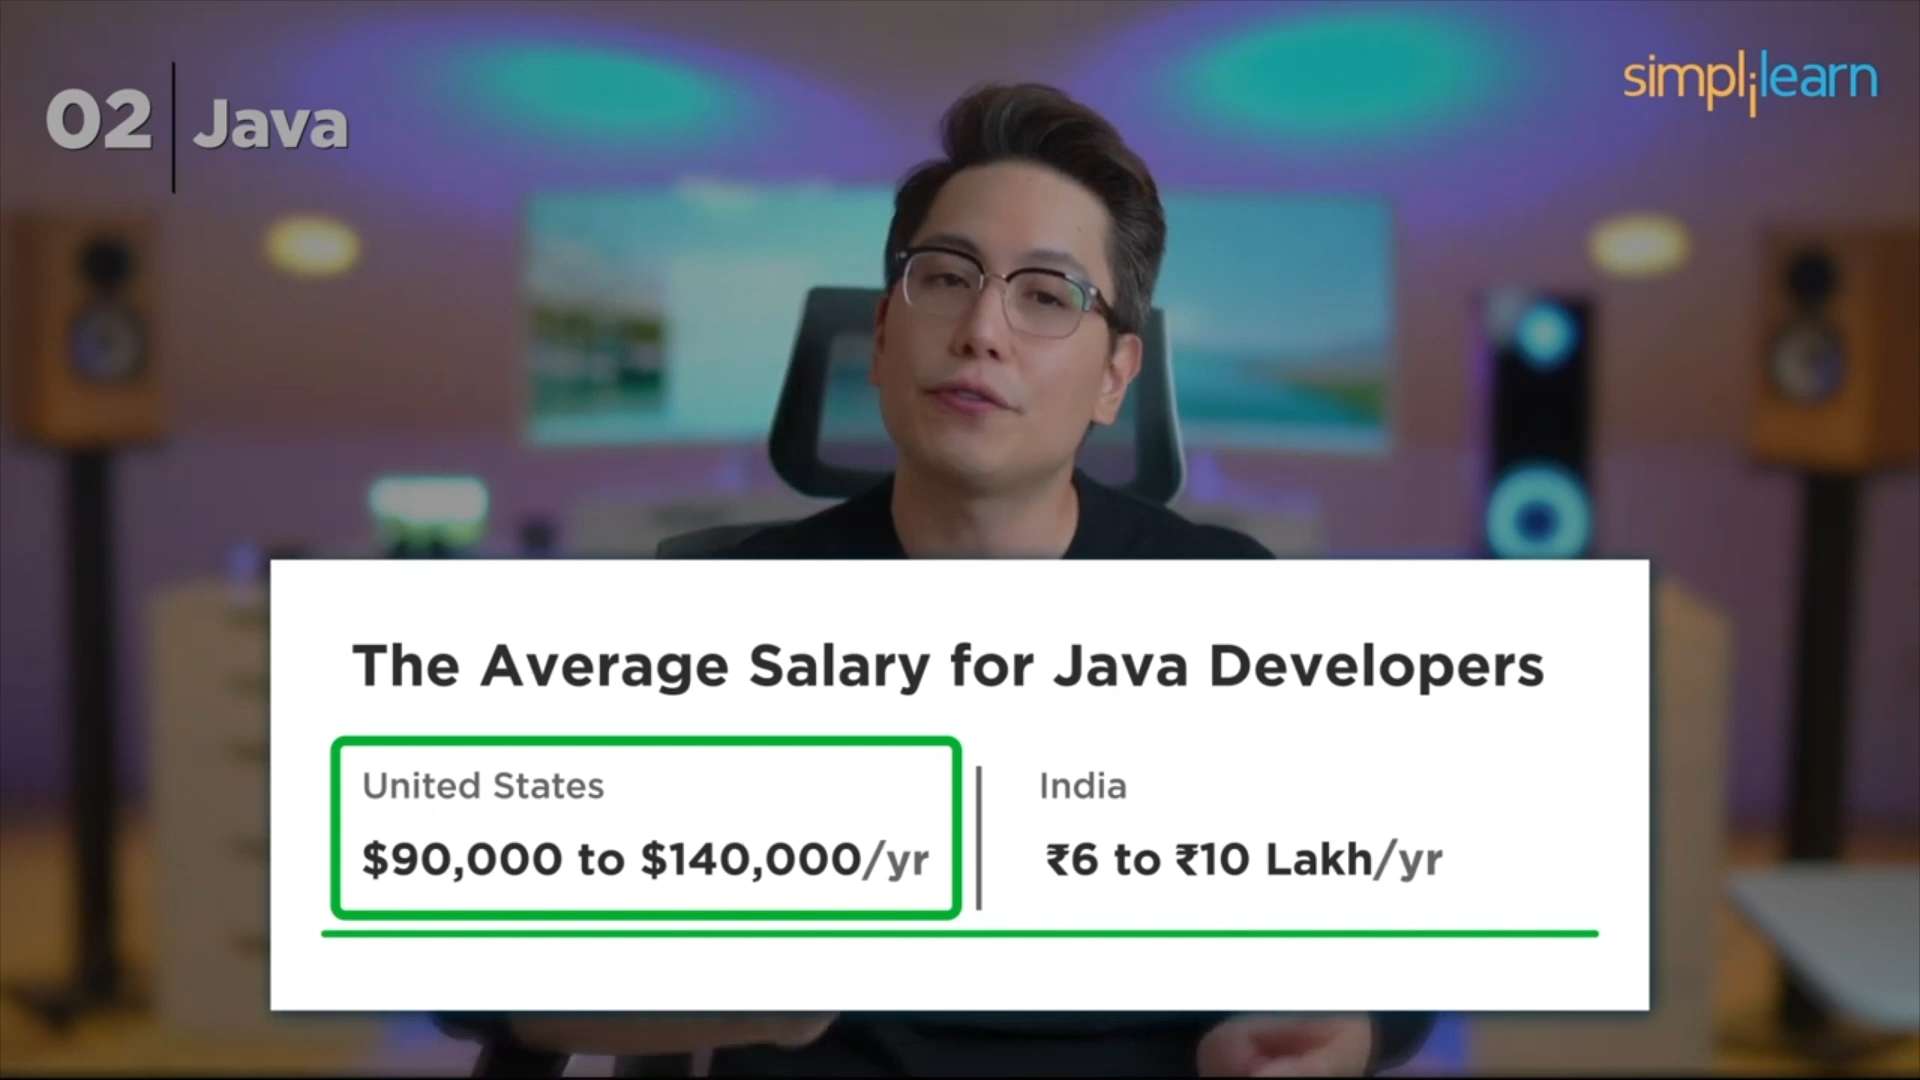 02 | Java
simplilearn
The Average Salary for Java Developers
United States
$90,000 to $140,000/yr
India
₹6 to ₹10 Lakh/yr